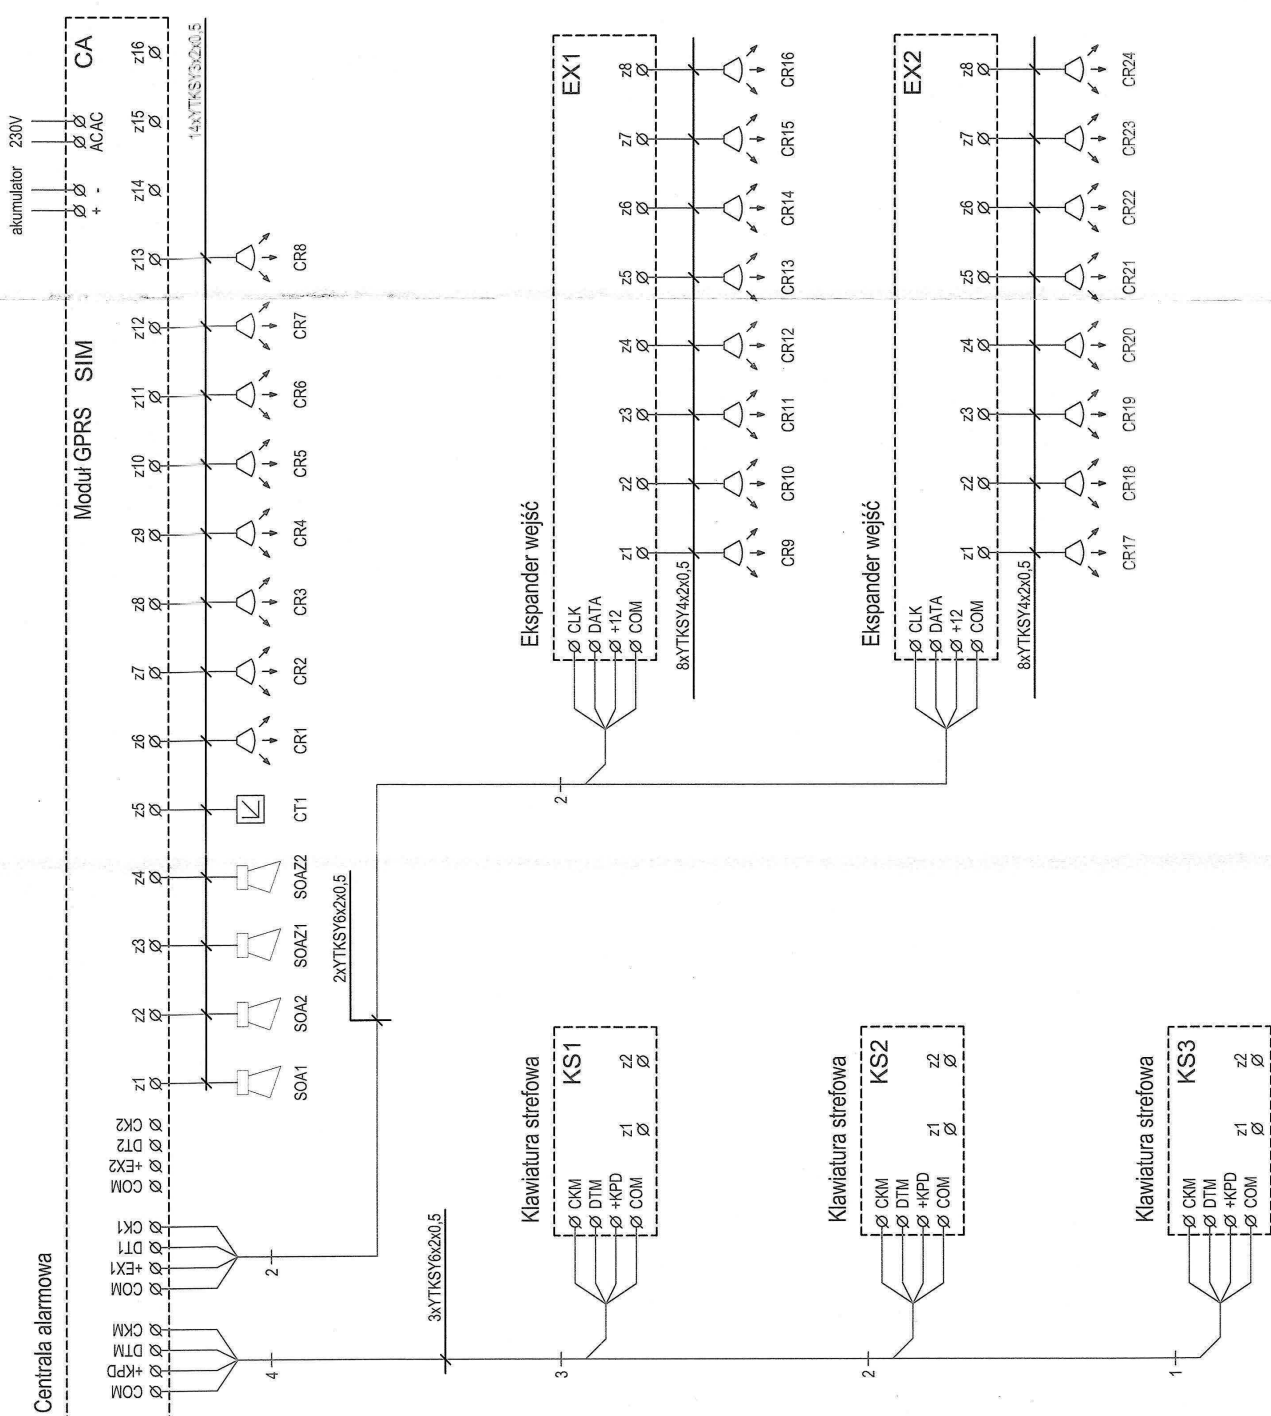 Centrala alarmowa
Moduł GPRS SIM
CA
akumulator 230V
+ - ACAC
COM +KPD DTM CKM
COM +EX1 DT1 CK1
COM +EX2 DT2 CK2
z1 z2 z3 z4 z5 z6 z7 z8 z9 z10 z11 z12 z13 z14 z15 z16
14xYTKSY3x2x0,5
SOA1 SOA2 SOAZ1 SOAZ2 CT1 CR1 CR2 CR3 CR4 CR5 CR6 CR7 CR8
4
2
2xYTKSY6x2x0,5
3xYTKSY6x2x0,5
2
3
2
1
Ekspander wejść
EX1
CLK
DATA
+12
COM
z1 z2 z3 z4 z5 z6 z7 z8
8xYTKSY4x2x0,5
CR9 CR10 CR11 CR12 CR13 CR14 CR15 CR16
Ekspander wejść
EX2
CLK
DATA
+12
COM
z1 z2 z3 z4 z5 z6 z7 z8
8xYTKSY4x2x0,5
CR17 CR18 CR19 CR20 CR21 CR22 CR23 CR24
Klawiatura strefowa
KS1
CKM
DTM
+KPD
COM
z1 z2
Klawiatura strefowa
KS2
CKM
DTM
+KPD
COM
z1 z2
Klawiatura strefowa
KS3
CKM
DTM
+KPD
COM
z1 z2